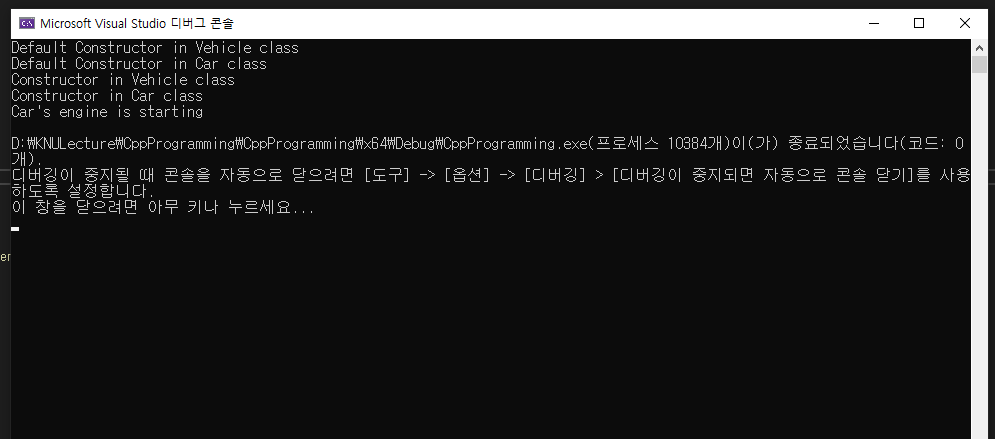 Microsoft Visual Studio 디버그 콘솔
Default Constructor in Vehicle class
Default Constructor in Car class
Constructor in Vehicle class
Constructor in Car class
Car's engine is starting
D:₩KNULecture₩CppProgramming₩CppProgramming₩x64₩Debug₩CppProgramming.exe(프로세스 10384개)이(가) 종료되었습니다(코드: 0
개).
디버깅이 중지될 때 콘솔을 자동으로 닫으려면 [도구] -> [옵션] -> [디버깅] > [디버깅이 중지되면 자동으로 콘솔 닫기]를 사용
하도록 설정합니다.
이 창을 닫으려면 아무 키나 누르세요...
er